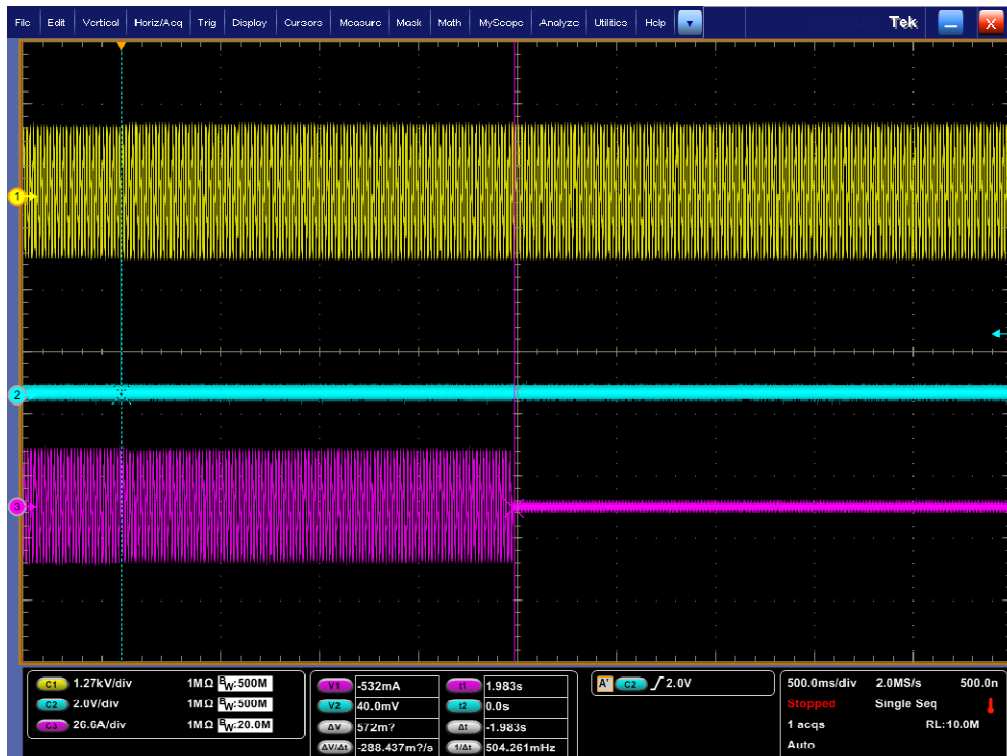 File Edit Vertical Horiz/Acq Trig Display Cursors Measure Mask Math MyScope Analyze Utilities Help Tek X
1
2
3
C1 1.27kV/div 1MΩ BW:500M
C2 2.0V/div 1MΩ BW:500M
C3 26.6A/div 1MΩ BW:20.0M
V1 -532mA t1 1.983s
V2 40.0mV t2 0.0s
ΔV 572m? Δt -1.983s
ΔV/Δt -288.437m?/s 1/Δt 504.261mHz
A' C2 2.0V
500.0ms/div 2.0MS/s 500.0n
Stopped Single Seq
1 acqs RL:10.0M
Auto